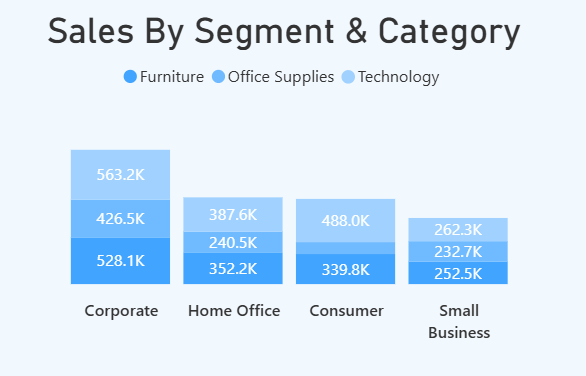 Sales By Segment & Category
Furniture Office Supplies Technology
563.2K
426.5K
528.1K
387.6K
240.5K
352.2K
488.0K
339.8K
262.3K
232.7K
252.5K
Corporate
Home Office
Consumer
Small
Business